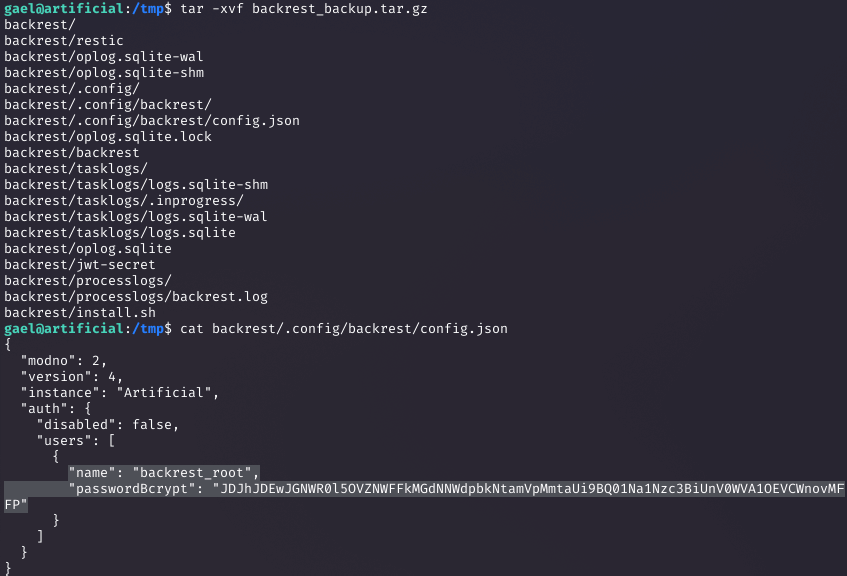 gael@artificial:/tmp$ tar -xvf backrest_backup.tar.gz
backrest/
backrest/restic
backrest/oplog.sqlite-wal
backrest/oplog.sqlite-shm
backrest/.config/
backrest/.config/backrest/
backrest/.config/backrest/config.json
backrest/oplog.sqlite.lock
backrest/backrest
backrest/tasklogs/
backrest/tasklogs/logs.sqlite-shm
backrest/tasklogs/.inprogress/
backrest/tasklogs/logs.sqlite-wal
backrest/tasklogs/logs.sqlite
backrest/oplog.sqlite
backrest/jwt-secret
backrest/processlogs/
backrest/processlogs/backrest.log
backrest/install.sh
gael@artificial:/tmp$ cat backrest/.config/backrest/config.json
{
  "modno": 2,
  "version": 4,
  "instance": "Artificial",
  "auth": {
    "disabled": false,
    "users": [
      {
        "name": "backrest_root",
        "passwordBcrypt": "JDJhJDEwJGNWR0l5OVZNWFFkMGdNNWdpbkNtamVpMmtaUi9BQ01Na1Nzc3BiUnV0WVA1OEVCWnovMF
FP"
      }
    ]
  }
}